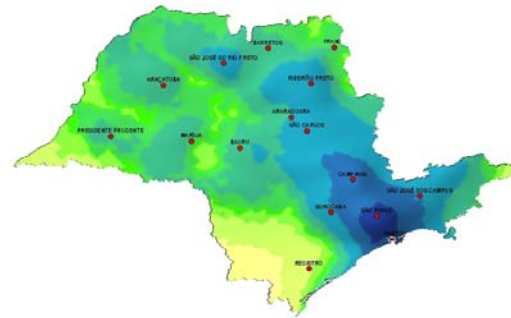 BARRETOS
FRANCA
SÃO JOSÉ DO RIO PRETO
RIBEIRÃO PRETO
ARAÇATUBA
ARARAQUARA
SÃO CARLOS
PRESIDENTE PRUDENTE
MARÍLIA
BAURU
CAMPINAS
SÃO JOSÉ DOS CAMPOS
SOROCABA
SÃO PAULO
REGISTRO